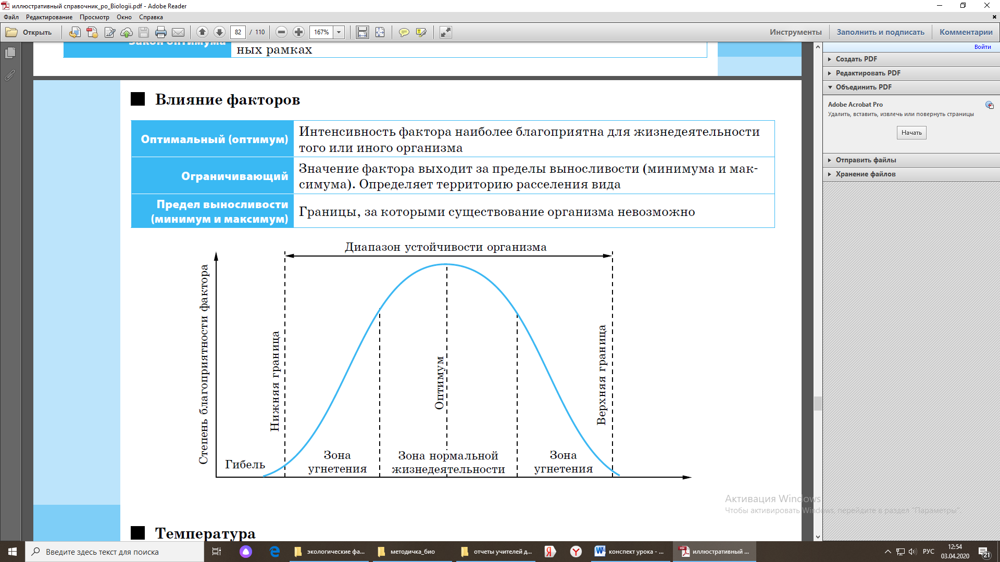 иллюстративный справочник_po_Biologii.pdf - Adobe Reader
Файл Редактирование Просмотр Окно Справка
Открыть 82 / 110 167% Инструменты Заполнить и подписать Комментарии
Войти
Закон оптимума
ных рамках
Создать PDF
Редактировать PDF
Объединить PDF
Adobe Acrobat Pro
Удалить, вставить, извлечь или повернуть страницы
Начать
Отправить файлы
Хранение файлов
Влияние факторов
Оптимальный (оптимум)
Интенсивность фактора наиболее благоприятна для жизнедеятельности
того или иного организма
Ограничивающий
Значение фактора выходит за пределы выносливости (минимума и мак-
симума). Определяет территорию расселения вида
Предел выносливости
(минимум и максимум)
Границы, за которыми существование организма невозможно
Диапазон устойчивости организма
Степень благоприятности фактора
Нижняя граница
Оптимум
Верхняя граница
Гибель
Зона
угнетения
Зона нормальной
жизнедеятельности
Зона
угнетения
Температура
Активация Windows
Чтобы активировать Windows, перейдите в раздел "Параметры".
Введите здесь текст для поиска
экологические фа...
методичка_био
отчеты учителей д...
конспект урока - ...
иллюстративный ...
РУС
12:54
03.04.2020
21